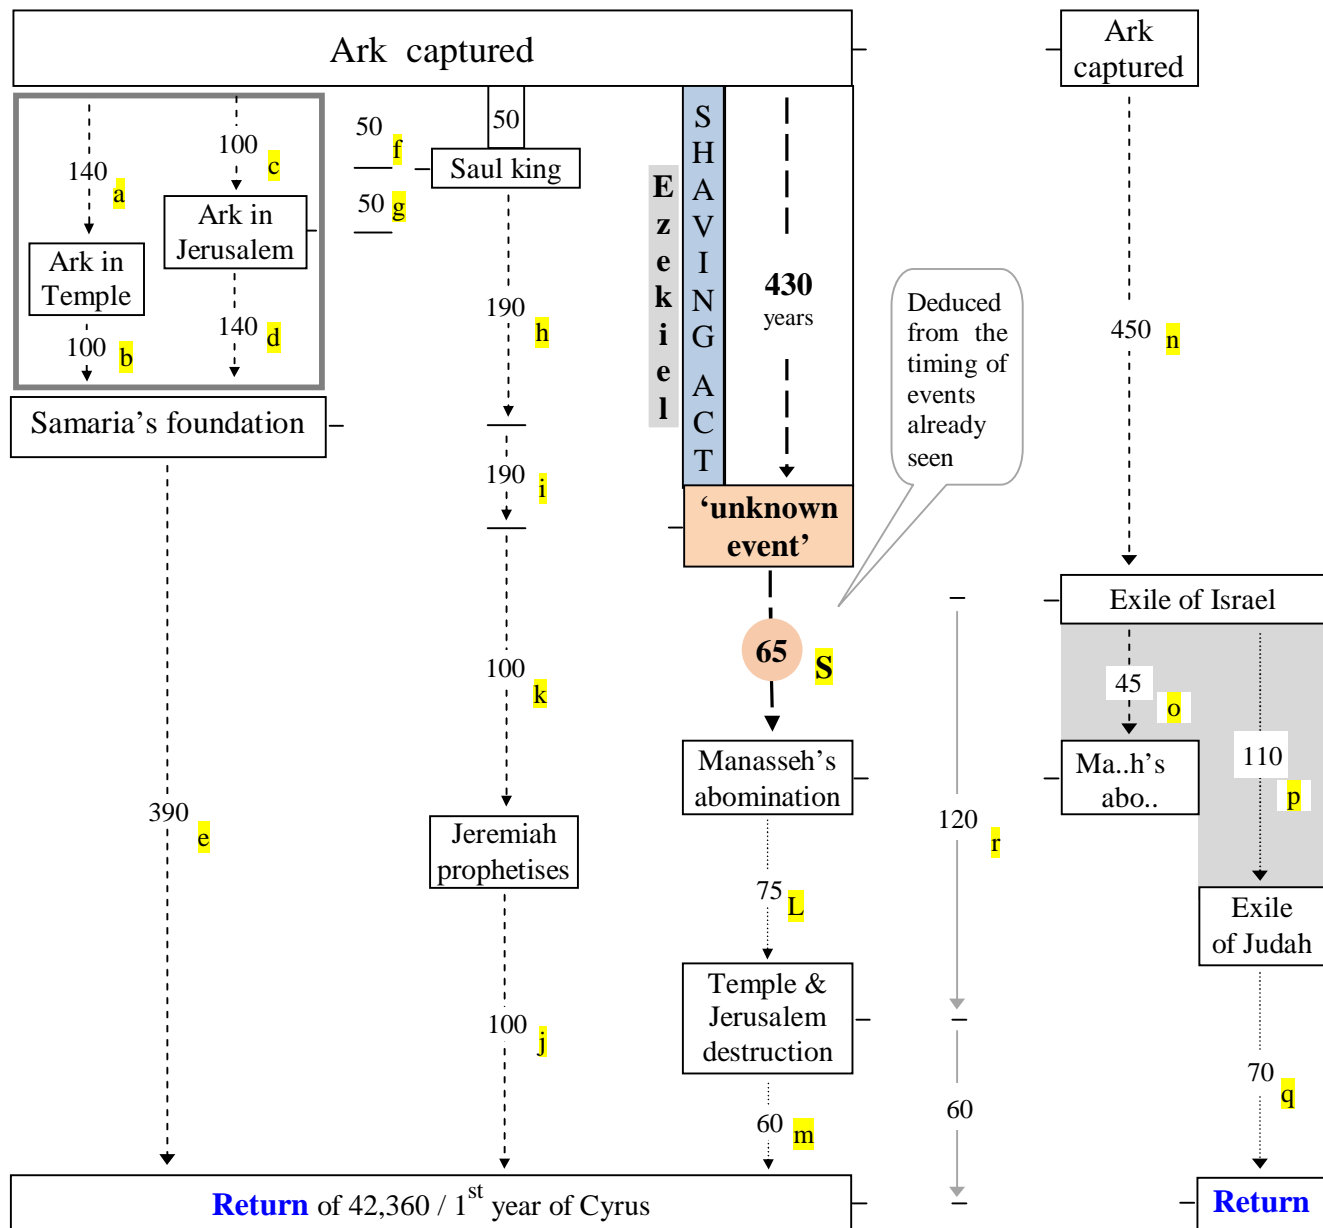 Ark captured
Ark
captured
140
a
100
c
Ark in
Temple
Ark in
Jerusalem
100
b
140
d
50
f
50
g
50
Saul king
190
h
190
i
100
k
Jeremiah
prophetises
100
j
Samaria’s foundation
390
e
Ezekiel
SHAVING ACT
430
years
‘unknown
event’
65
S
Manasseh’s
abomination
75
L
Temple &
Jerusalem
destruction
60
m
Deduced
from the
timing of
events
already
seen
120
r
60
450
n
Exile of Israel
45
o
Ma..h's
abo..
110
p
Exile
of Judah
70
q
Return of 42,360 / 1st year of Cyrus
Return